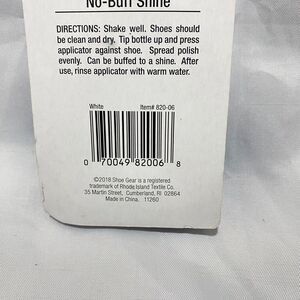 No-Buff Shine
DIRECTIONS: Shake well. Shoes should
be clean and dry. Tip bottle up and press
applicator against shoe. Spread polish
evenly. Can be buffed to a shine. After
use, rinse applicator with warm water.
White Item# 820-06
0 70049 82006 8
©2018 Shoe Gear is a registered
trademark of Rhode Island Textile Co.
35 Martin Street, Cumberland, RI 02864
Made in China. 11260